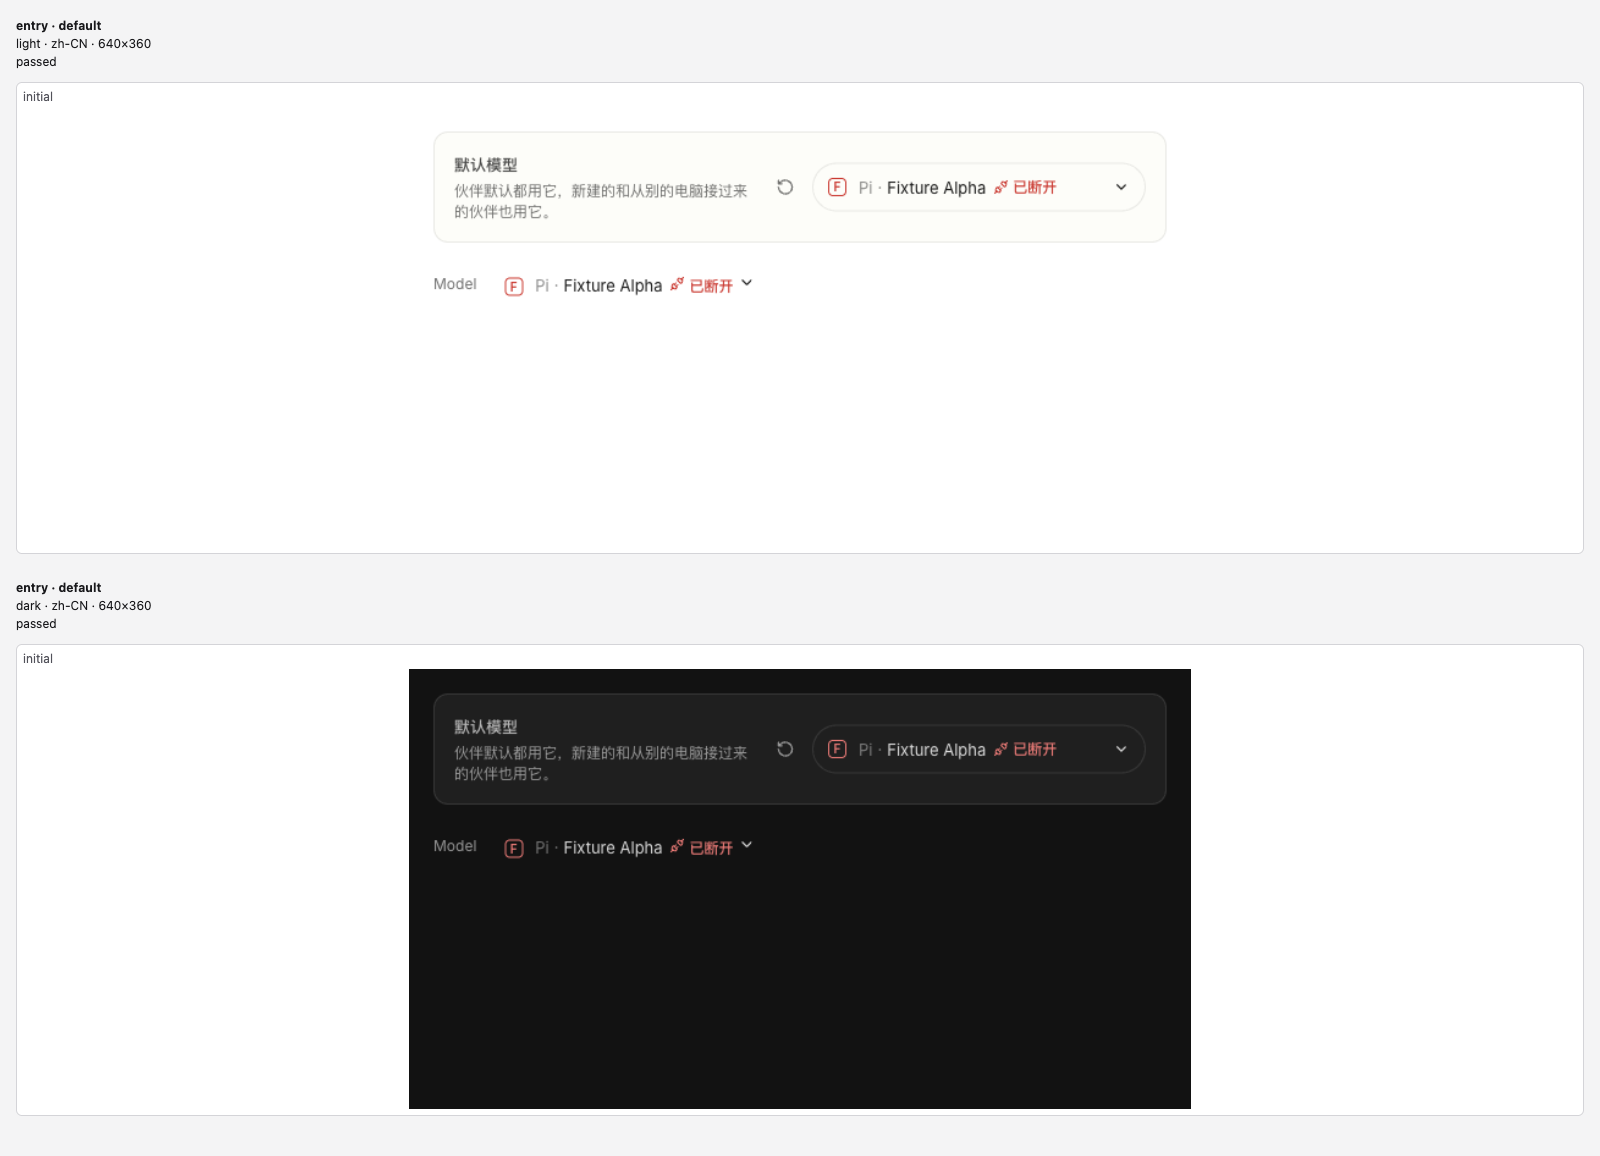 entry · default
light · zh-CN · 640×360
passed
initial
默认模型
伙伴默认都用它，新建的和从别的电脑接过来
的伙伴也用它。
F Pi · Fixture Alpha 已断开
Model F Pi · Fixture Alpha 已断开
entry · default
dark · zh-CN · 640×360
passed
initial
默认模型
伙伴默认都用它，新建的和从别的电脑接过来
的伙伴也用它。
F Pi · Fixture Alpha 已断开
Model F Pi · Fixture Alpha 已断开